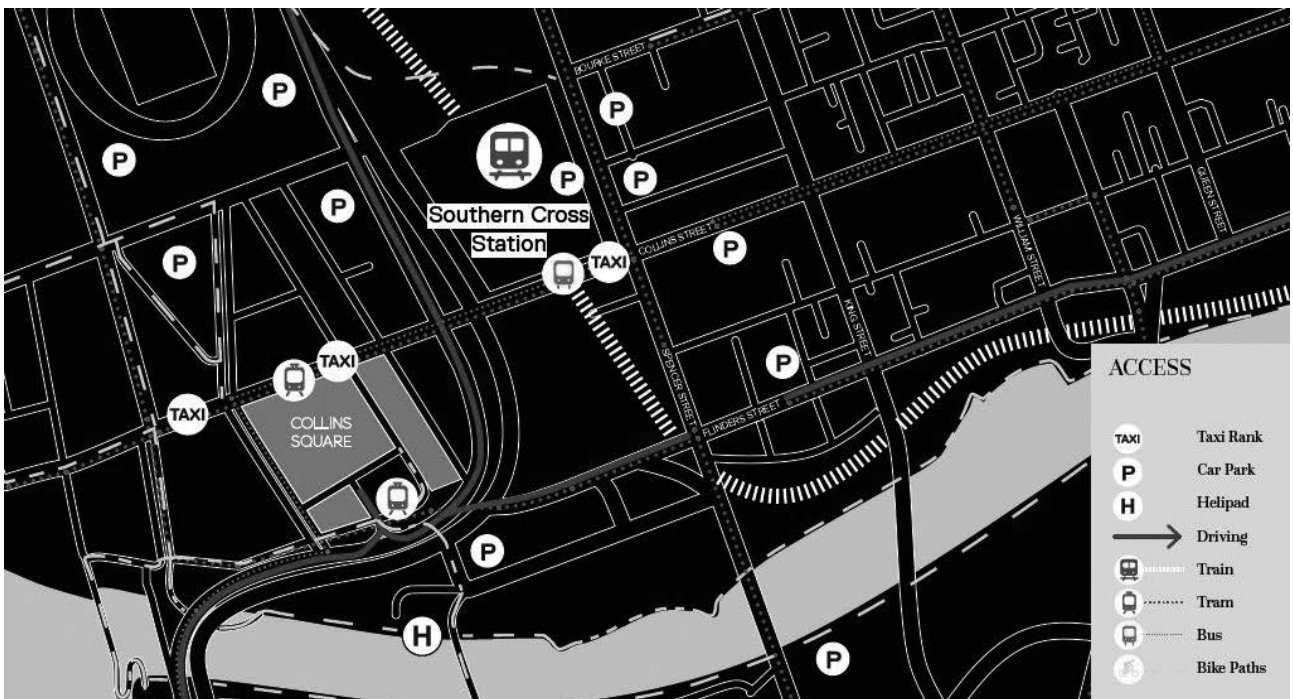 BOURKE STREET
P
P
P
P
P
P
P
Southern Cross
Station
QUEEN STREET
WILLIAM STREET
COLLINS STREET
P
TAXI
P
KING STREET
TAXI
P
SPENCER STREET
TAXI
FLINDERS STREET
COLLINS
SQUARE
P
H
P
ACCESS
TAXI Taxi Rank
P Car Park
H Helipad
Driving
Train
Tram
Bus
Bike Paths